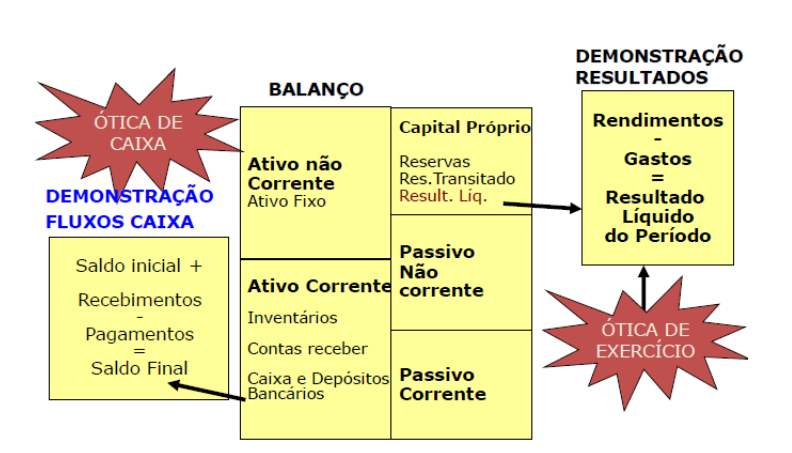 DEMONSTRAÇÃO
RESULTADOS
BALANÇO
ÓTICA DE
CAIXA
DEMONSTRAÇÃO
FLUXOS CAIXA
Saldo inicial +
Recebimentos
-
Pagamentos
=
Saldo Final
Ativo não
Corrente
Ativo Fixo
Ativo Corrente
Inventários
Contas receber
Caixa e Depósitos
Bancários
Capital Próprio
Reservas
Res.Transitado
Result. Líq.
Passivo
Não
corrente
Passivo
Corrente
Rendimentos
-
Gastos
=
Resultado
Líquido
do Período
ÓTICA DE
EXERCÍCIO